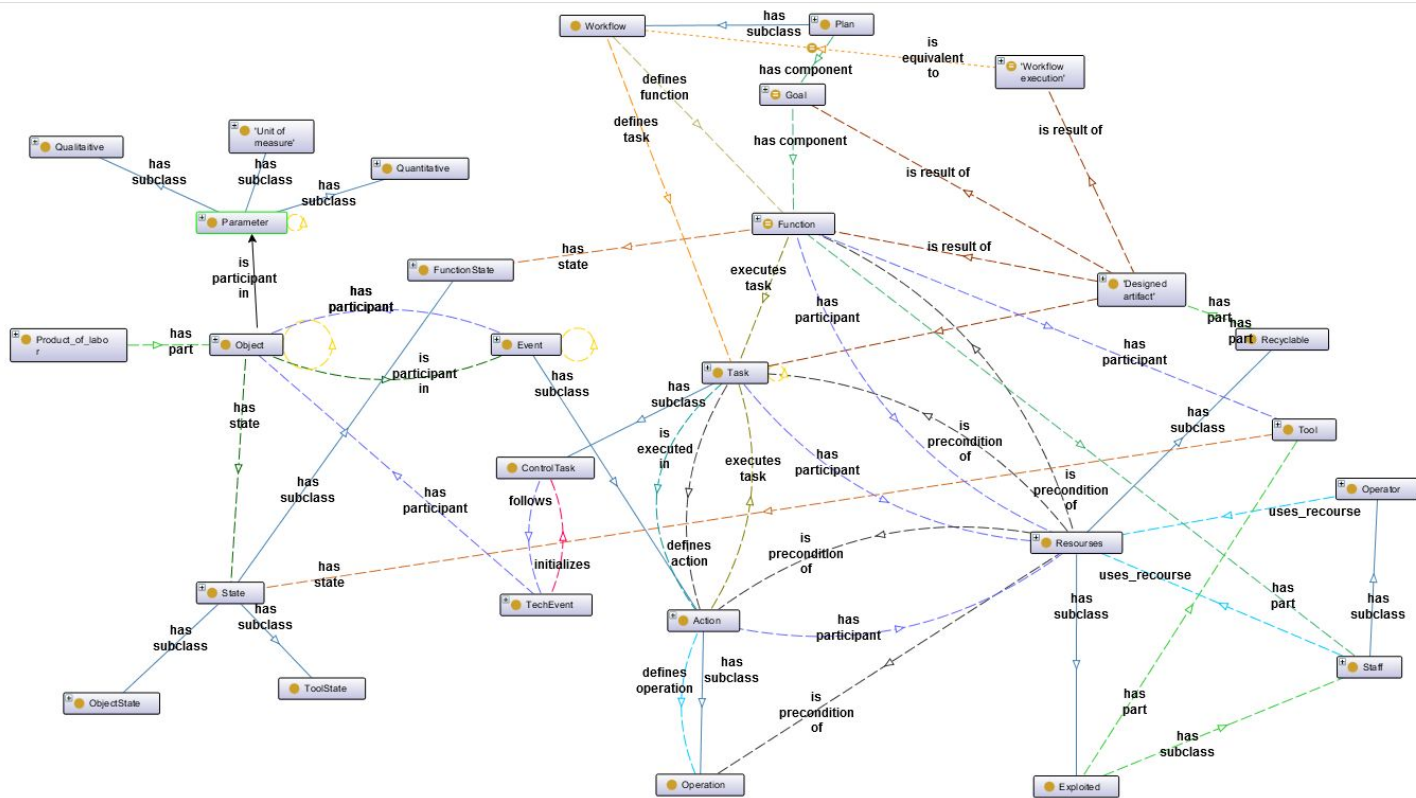 Workflow
has
subclass
Plan
is
equivalent
to
'Workflow
execution'
has component
Goal
defines
function
defines
task
has component
is result of
Qualitaitive
'Unit of
measure'
Quantitative
has
subclass
has
subclass
has
subclass
Parameter
is result of
Function
is
participant
in
FunctionState
has
state
is result of
executes
task
'Designed
artifact'
has
participant
has
participant
has
part
has
part
Recyclable
Product_of_labo
r
has
part
Object
Event
is
participant
in
has
participant
has
subclass
Task
has
subclass
has
state
has
subclass
Tool
is
executed
in
is
precondition
of
executes
task
has
participant
ControlTask
follows
is
precondition
of
Operator
uses_recourse
has
subclass
has
participant
defines
action
is
precondition
of
Resourses
initializes
has
state
uses_recourse
State
TechEvent
has
subclass
has
subclass
has
subclass
has
part
has
subclass
Action
has
participant
Staff
defines
operation
has
subclass
ObjectState
ToolState
is
precondition
of
has
part
has
subclass
Operation
Exploited